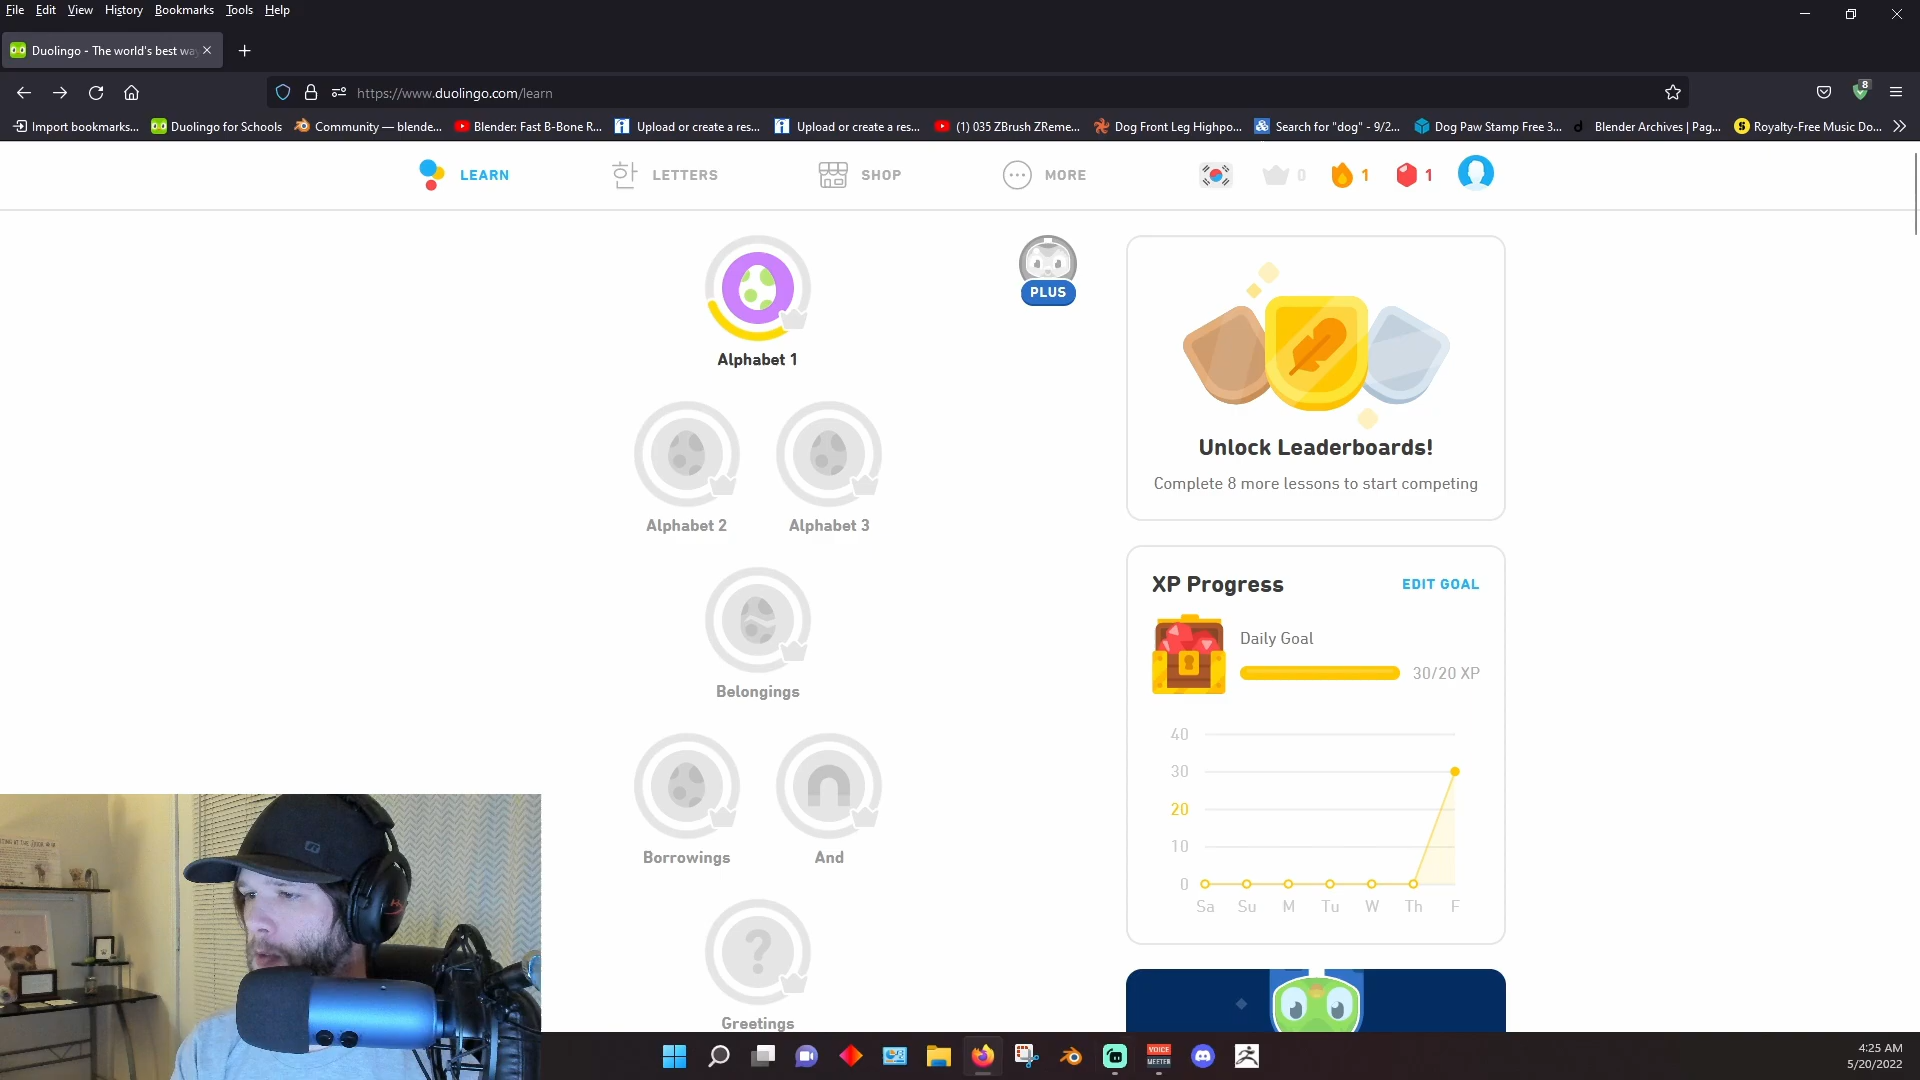 File Edit View History Bookmarks Tools Help
Duolingo - The world's best wa
https://www.duolingo.com/learn
8
Import bookmarks... Duolingo for Schools Community — blende... Blender: Fast B-Bone R... Upload or create a res... Upload or create a res... (1) 035 ZBrush ZReme... Dog Front Leg Highpo... Search for "dog" - 9/2... Dog Paw Stamp Free 3... Blender Archives | Pag... Royalty-Free Music Do...
LEARN 한 LETTERS SHOP MORE 0 1 1
PLUS
Alphabet 1
Alphabet 2 Alphabet 3
Belongings
Borrowings And
Greetings
Unlock Leaderboards!
Complete 8 more lessons to start competing
XP Progress EDIT GOAL
Daily Goal
30/20 XP
40
30
20
10
0
Sa Su M Tu W Th F
VOICE
MEETER
4:25 AM
5/20/2022